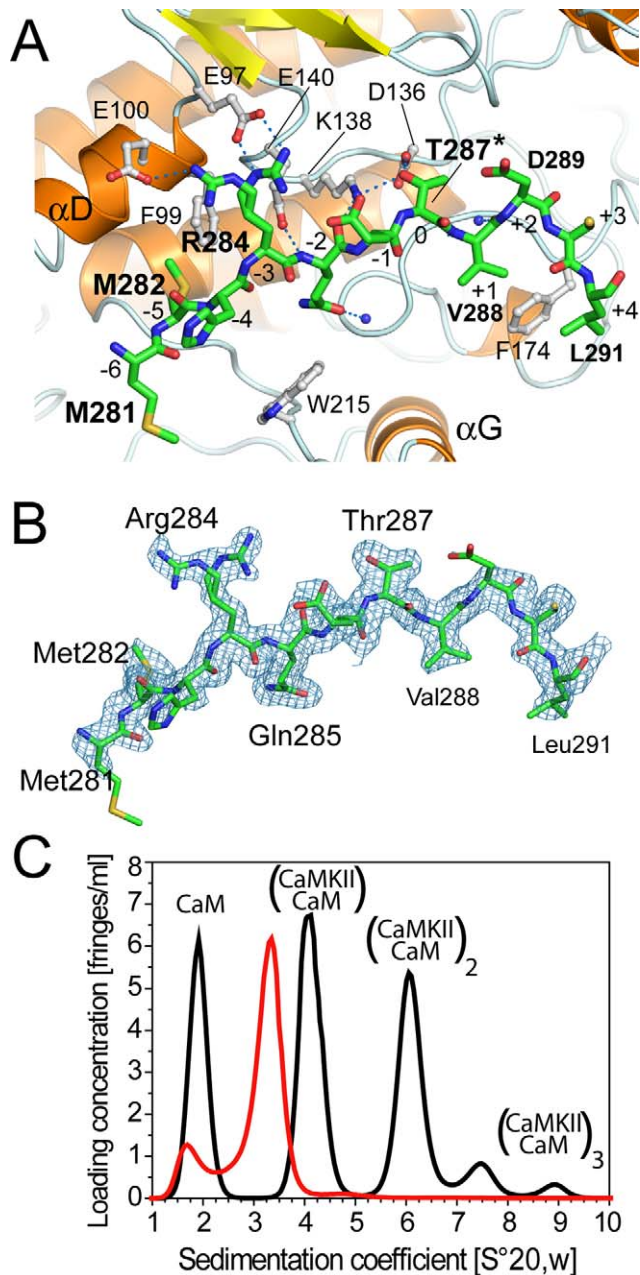 A
E97
E140
D136
E100
K138
T287*
D289
αD
F99
R284
-2
0
+2
+3
M282
-3
-1
-5
-4
+1
V288
+4
-6
F174
L291
M281
W215
αG
B
Arg284
Thr287
Met282
Gln285
Val288
Met281
Leu291
C
Loading concentration [fringes/ml]
8
7
6
5
4
3
2
1
0
CaM
(CaMKII CaM)
(CaMKII CaM)2
(CaMKII CaM)3
1 2 3 4 5 6 7 8 9 10
Sedimentation coefficient [S°20,w]